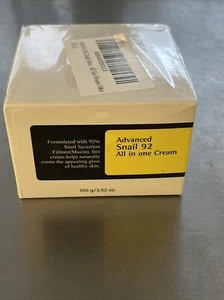 Formulated with 92%
Snail Secretion
Filtrate(Mucin), this
cream helps naturally
create the appealing glow
of healthy skin.
Advanced
Snail 92
All in one Cream
100 g/3.52 oz.